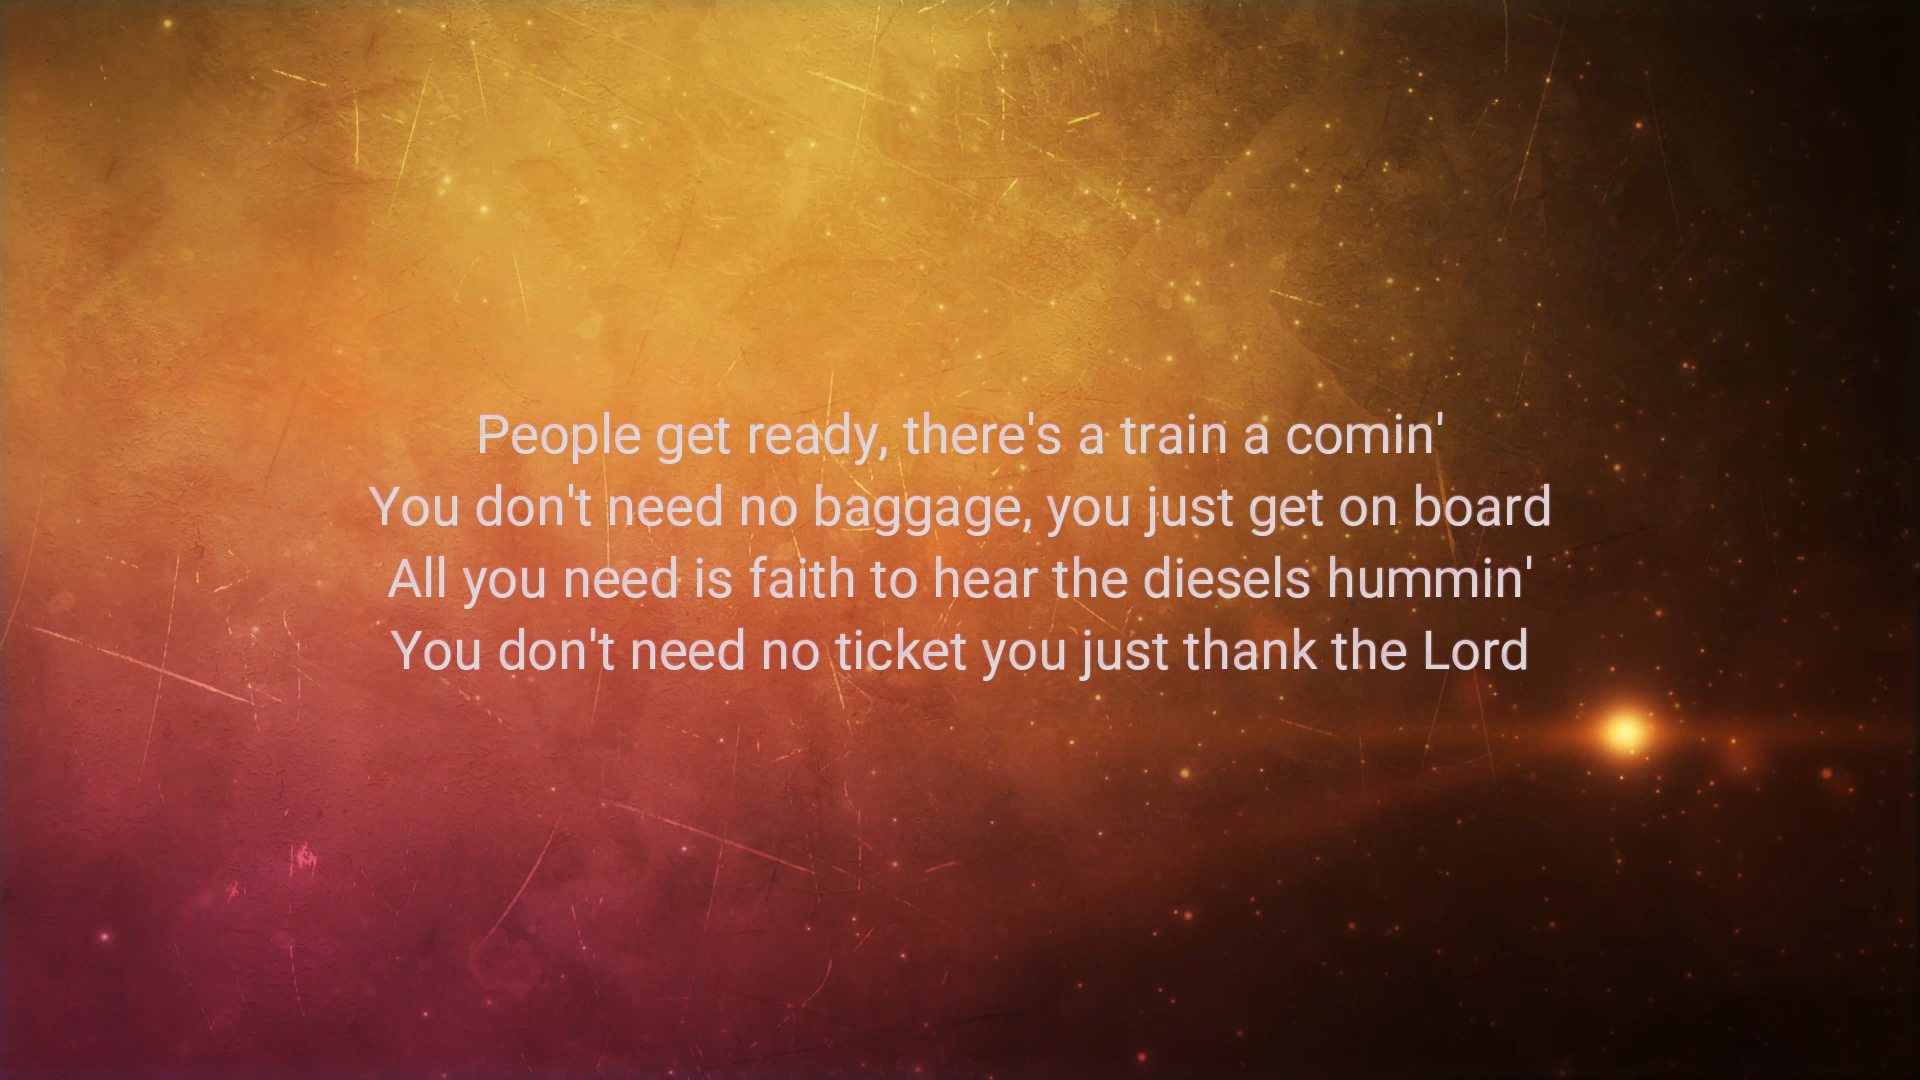 People get ready, there's a train a comin'
You don't need no baggage, you just get on board
All you need is faith to hear the diesels hummin'
You don't need no ticket you just thank the Lord